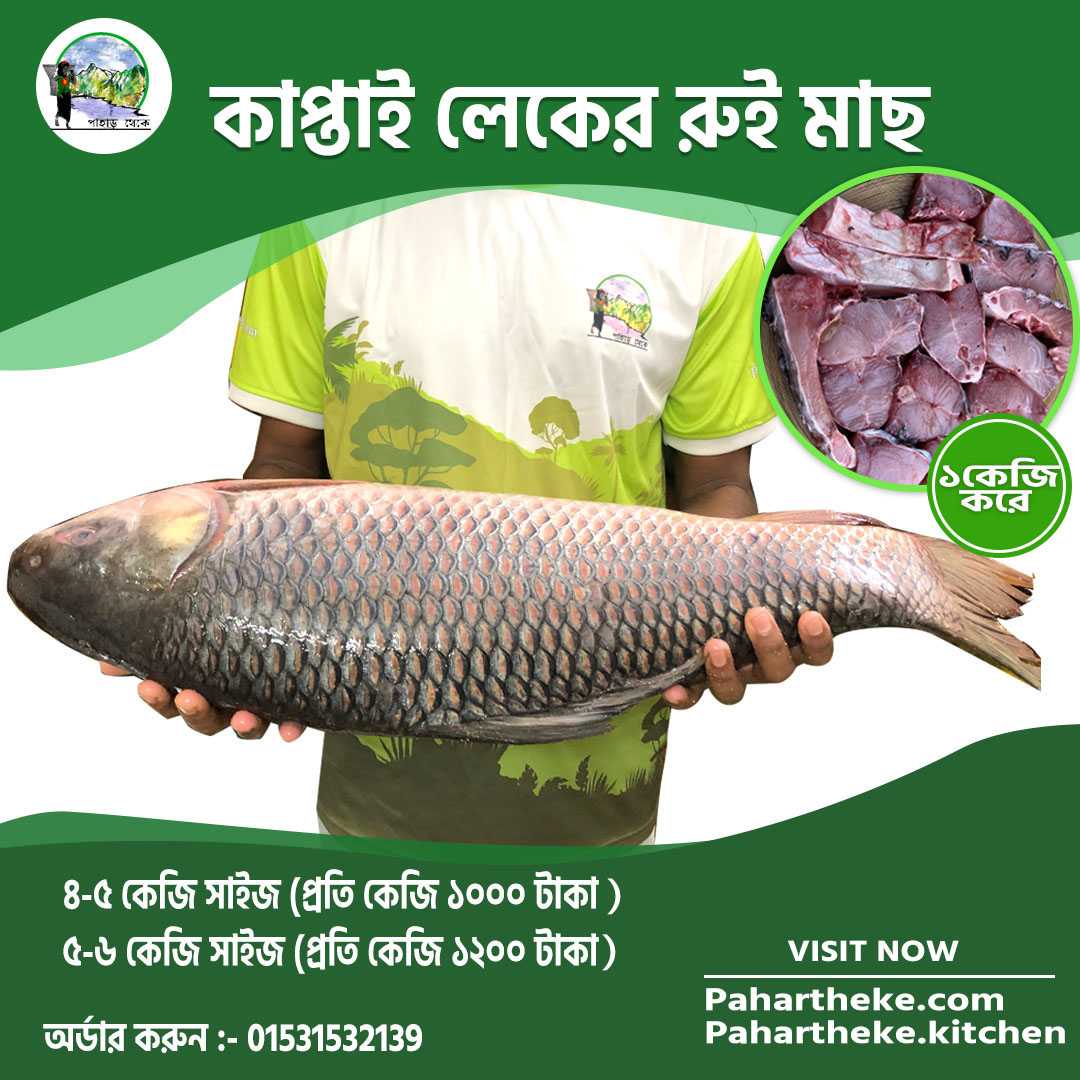 পাহাড় থেকে
কাপ্তাই লেকের রুই মাছ
পাহাড় থেকে
১কেজি
করে
৪-৫ কেজি সাইজ (প্রতি কেজি ১০০০ টাকা )
৫-৬ কেজি সাইজ (প্রতি কেজি ১২০০ টাকা )
অর্ডার করুন :- 01531532139
VISIT NOW
Pahartheke.com
Pahartheke.kitchen